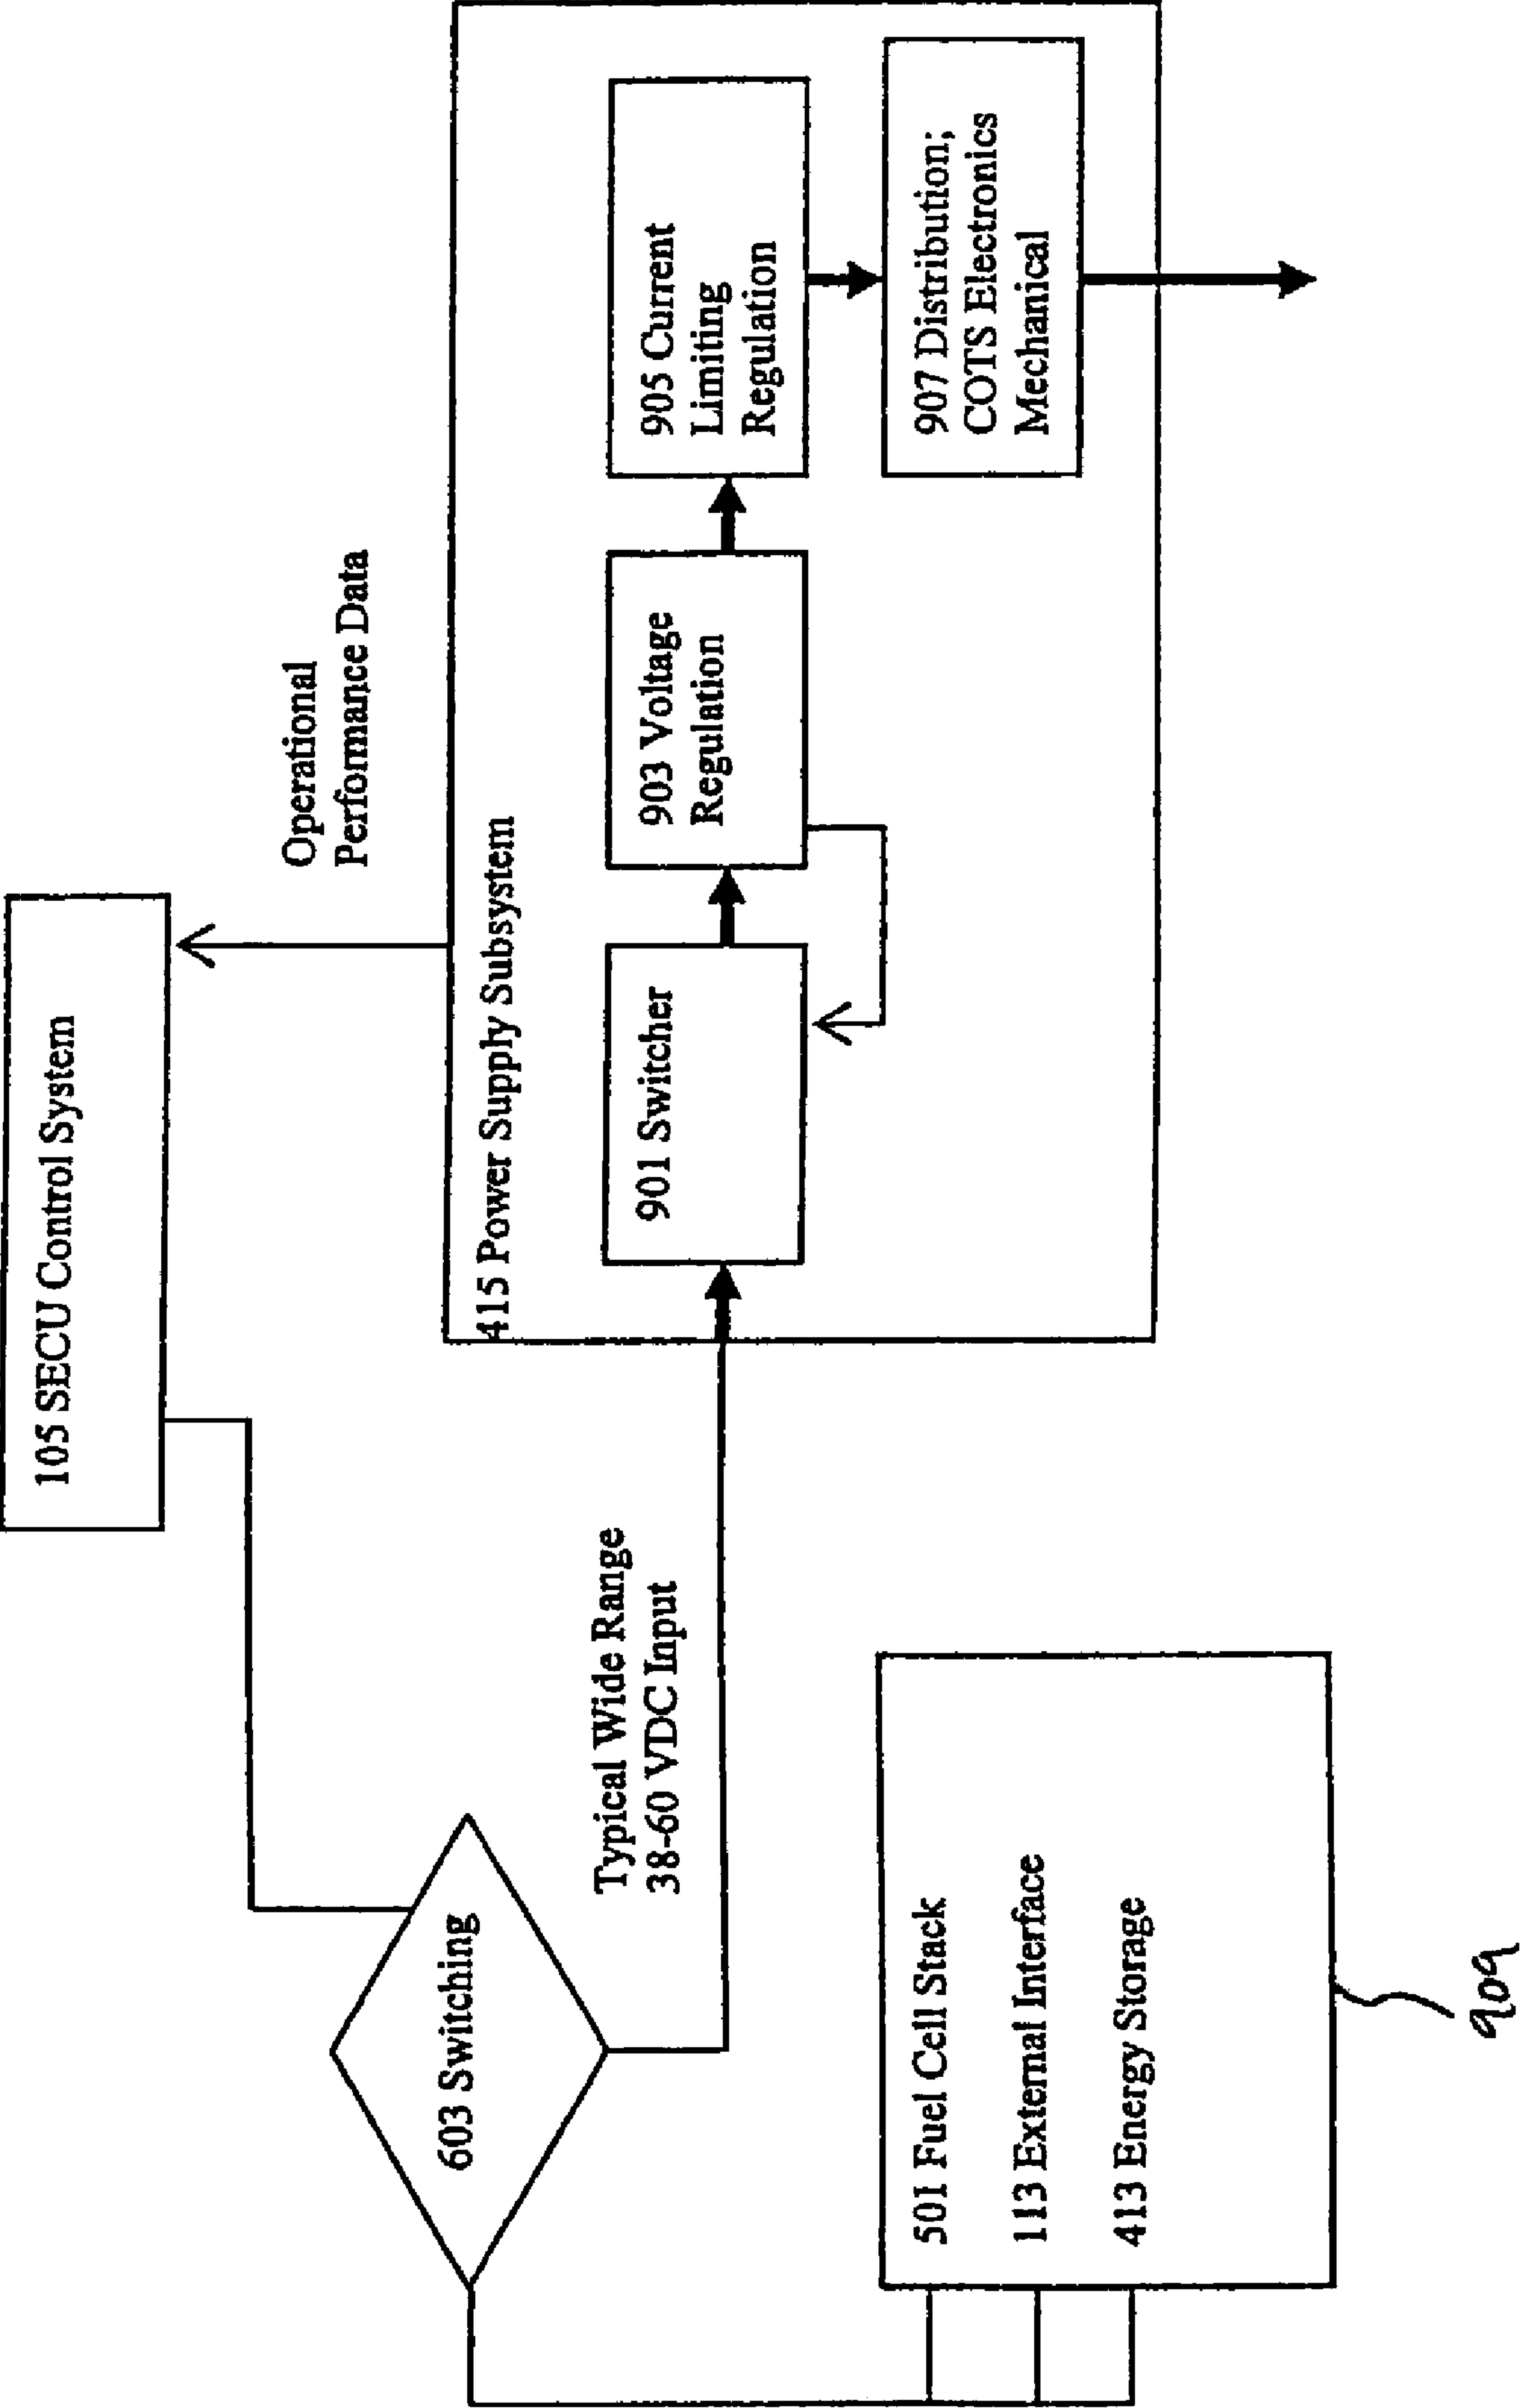 105 SECU Control System
Operational
Perfomance Data
603 Switching
Typical Wide Range
38-60 VDC Input
415 Power Supply Subsystem
901 Switcher
903 Voltage
Regulation
905 Current
Limiting
Regulation
907 Distribution;
COTS Electronics
Mechanical
501 Fuel Cell Stack
113 External Interface
413 Energy Storage
909